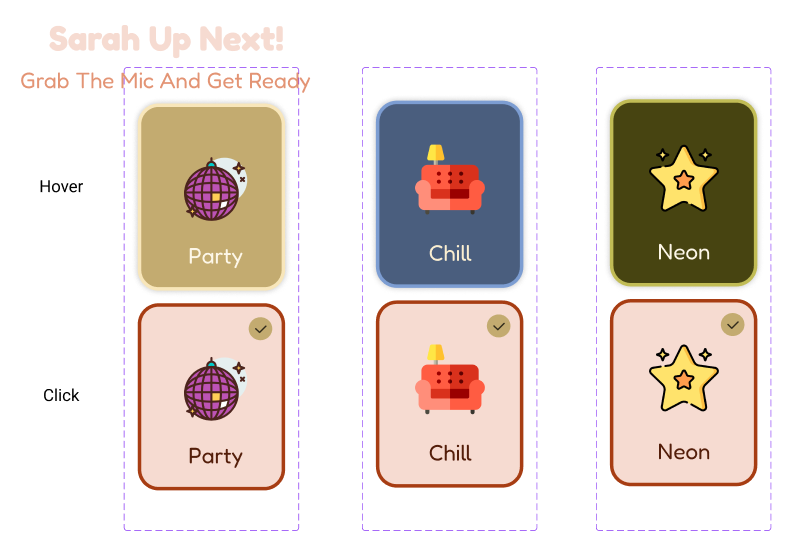 Sarah Up Next!
Grab The Mic And Get Ready
Hover
Party
Chill
Neon
Click
Party
Chill
Neon